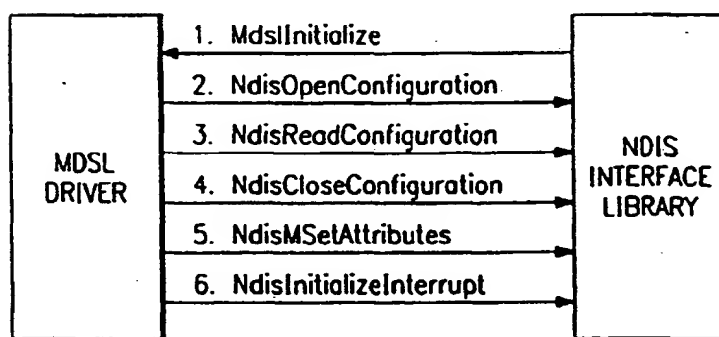 1. MdslInitialize
2. NdisOpenConfiguration
3. NdisReadConfiguration
4. NdisCloseConfiguration
5. NdisMSetAttributes
6. NdisInitializeInterrupt
MDSL
DRIVER
NDIS
INTERFACE
LIBRARY